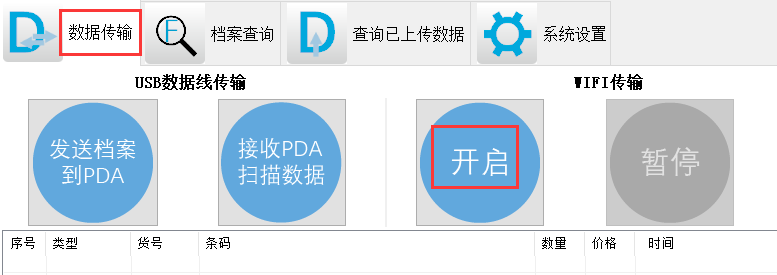 数据传输 档案查询 查询已上传数据 系统设置
USB数据线传输 WIFI传输
发送档案
到PDA
接收PDA
扫描数据
开启
暂停
序号 类型 货号 条码 数量 价格 时间